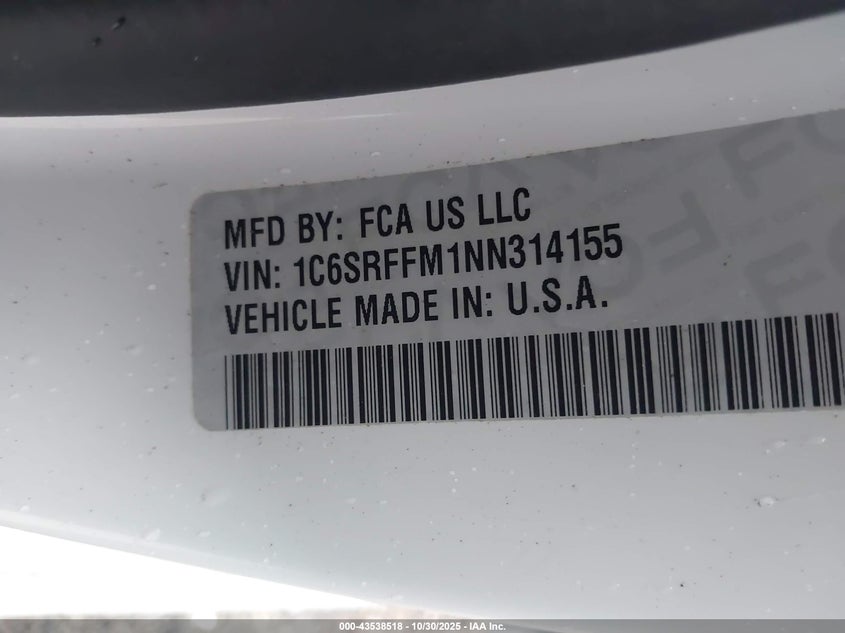 MFD BY: FCA US LLC
VIN: 1C6SRFFM1NN314155
VEHICLE MADE IN: U.S.A.
000-43538518 - 10/30/2025 - IAA Inc.